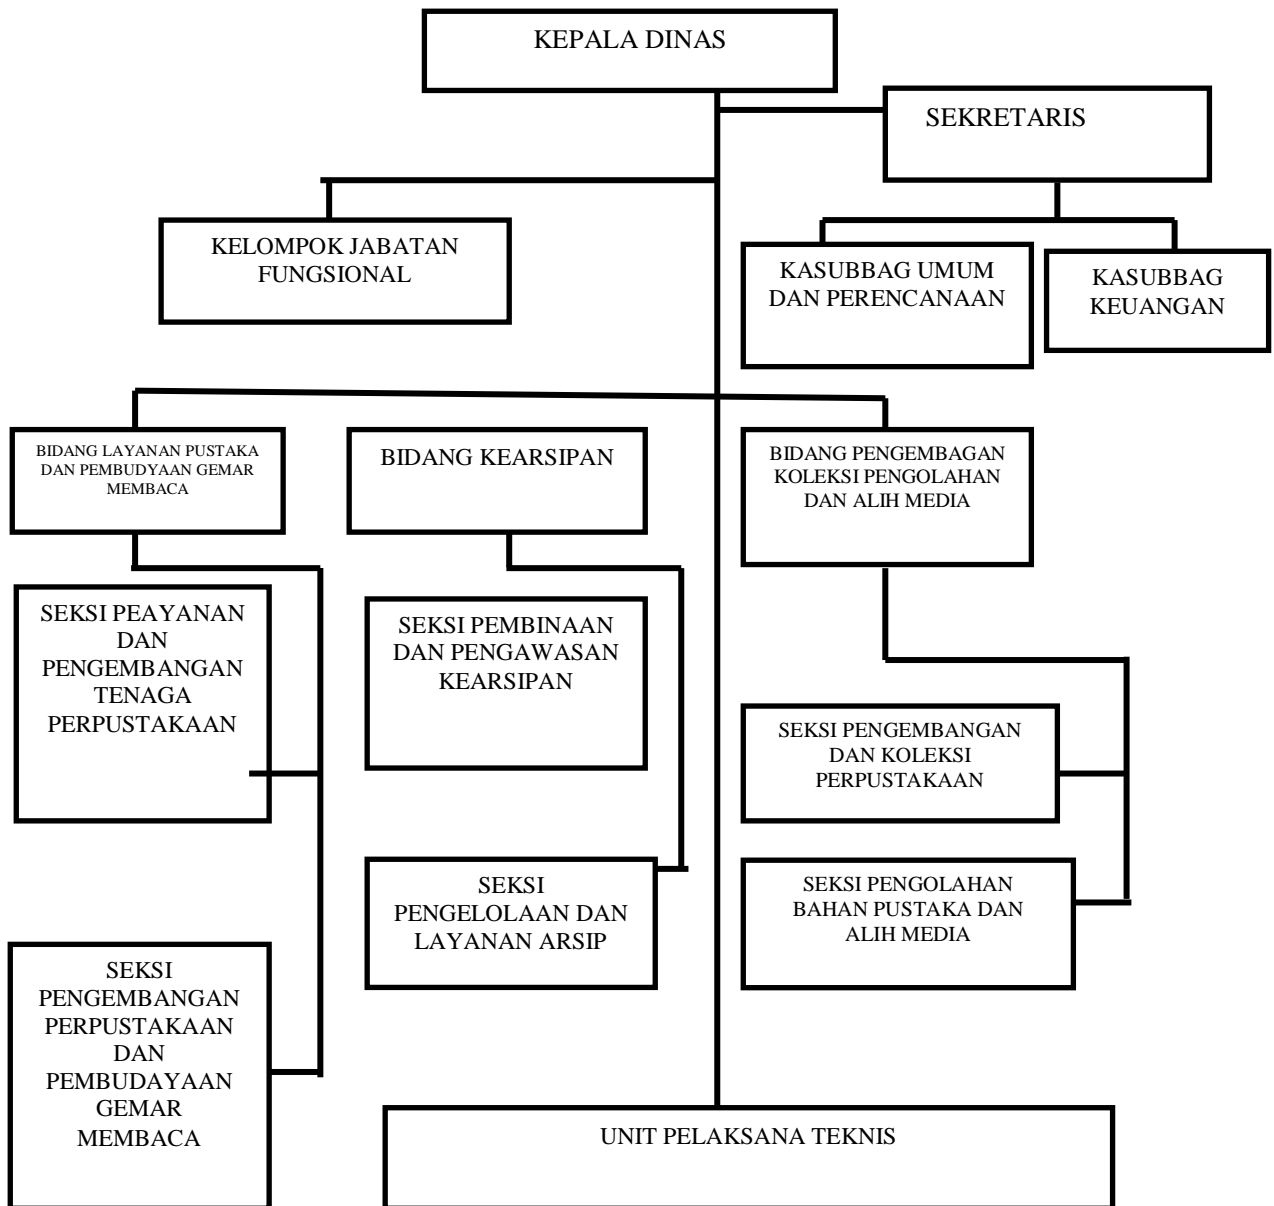 KEPALA DINAS
SEKRETARIS
KELOMPOK JABATAN
FUNGSIONAL
KASUBBAG UMUM
DAN PERENCANAAN
KASUBBAG
KEUANGAN
BIDANG LAYANAN PUSTAKA
DAN PEMBUDYAAN GEMAR
MEMBACA
BIDANG KEARSIPAN
BIDANG PENGEMBAGAN
KOLEKSI PENGOLAHAN
DAN ALIH MEDIA
SEKSI PEAYANAN
DAN
PENGEMBANGAN
TENAGA
PERPUSTAKAAN
SEKSI PEMBINAAN
DAN PENGAWASAN
KEARSIPAN
SEKSI PENGEMBANGAN
DAN KOLEKSI
PERPUSTAKAAN
SEKSI
PENGELOLAAN DAN
LAYANAN ARSIP
SEKSI PENGOLAHAN
BAHAN PUSTAKA DAN
ALIH MEDIA
SEKSI
PENGEMBANGAN
PERPUSTAKAAN
DAN
PEMBUDAYAAN
GEMAR
MEMBACA
UNIT PELAKSANA TEKNIS